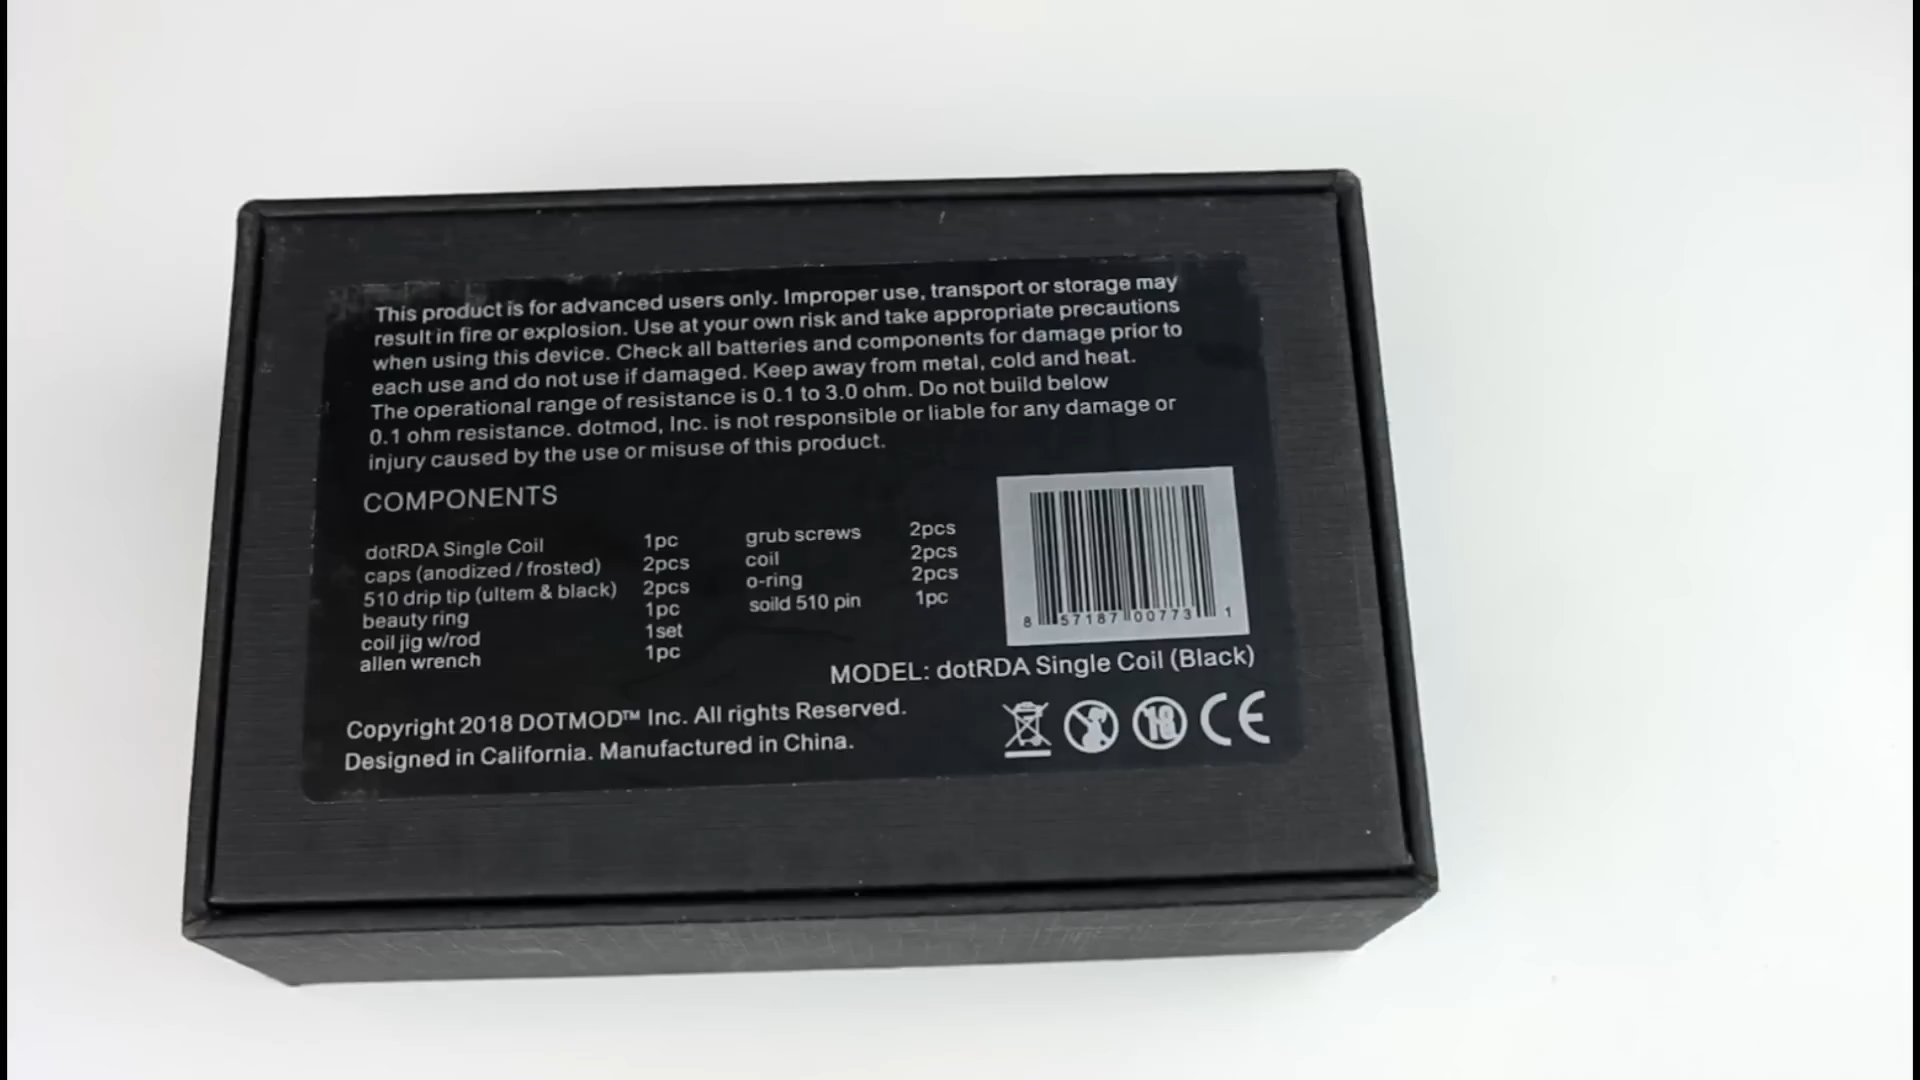 This product is for advanced users only. Improper use, transport or storage may
result in fire or explosion. Use at your own risk and take appropriate precautions
when using this device. Check all batteries and components for damage prior to
each use and do not use if damaged. Keep away from metal, cold and heat.
The operational range of resistance is 0.1 to 3.0 ohm. Do not build below
0.1 ohm resistance. dotmod, Inc. is not responsible or liable for any damage or
injury caused by the use or misuse of this product.
COMPONENTS
dotRDA Single Coil 1pc
caps (anodized / frosted) 2pcs
510 drip tip (ultem & black) 2pcs
beauty ring 1pc
coil jig w/rod 1set
allen wrench 1pc
grub screws 2pcs
coil 2pcs
o-ring 2pcs
soild 510 pin 1pc
8 57187 00773 1
MODEL: dotRDA Single Coil (Black)
Copyright 2018 DOTMOD™ Inc. All rights Reserved.
Designed in California. Manufactured in China.
18
CE